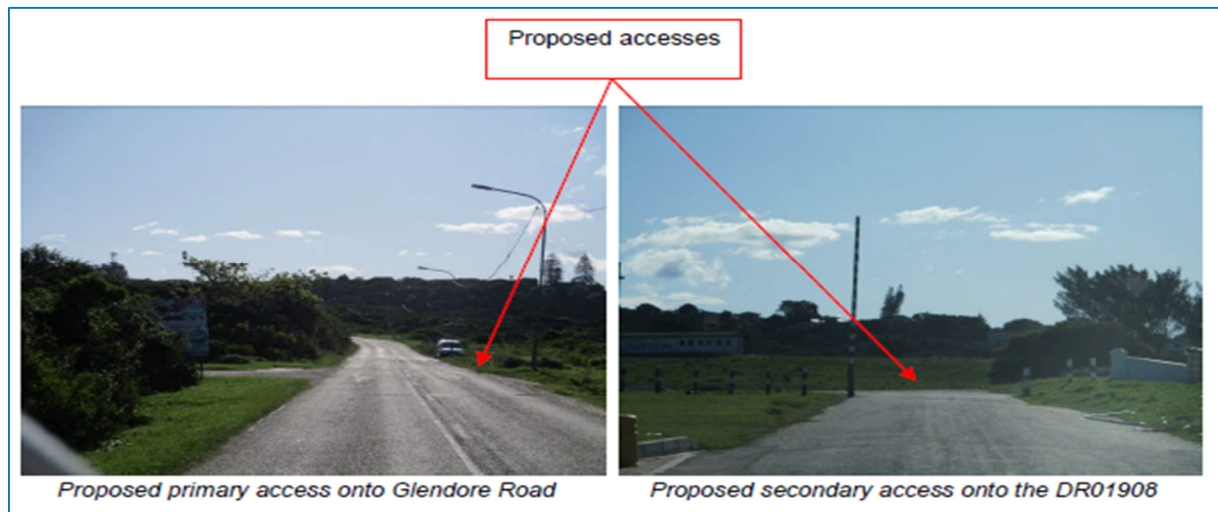 Proposed accesses
Proposed primary access onto Glendore Road
Proposed secondary access onto the DR01908